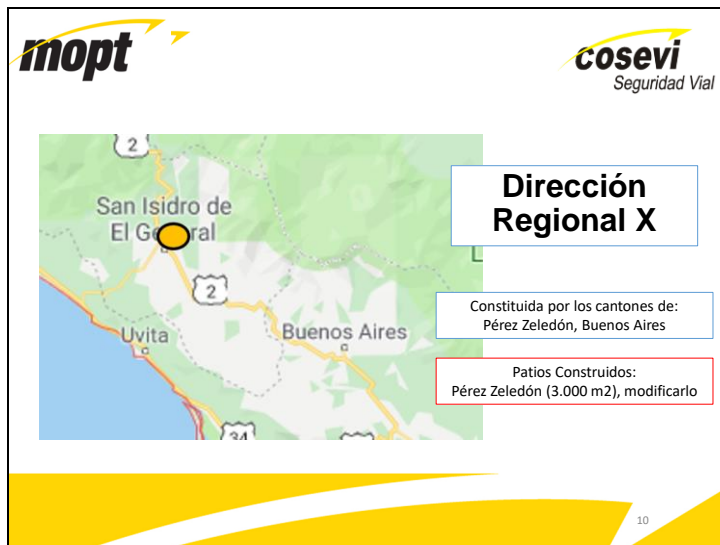 mopt
cosevi
Seguridad Vial
2
San Isidro de
El General
2
Uvita
Buenos Aires
34
Dirección
Regional X
Constituida por los cantones de:
Pérez Zeledón, Buenos Aires
Patios Construidos:
Pérez Zeledón (3.000 m2), modificarlo
10